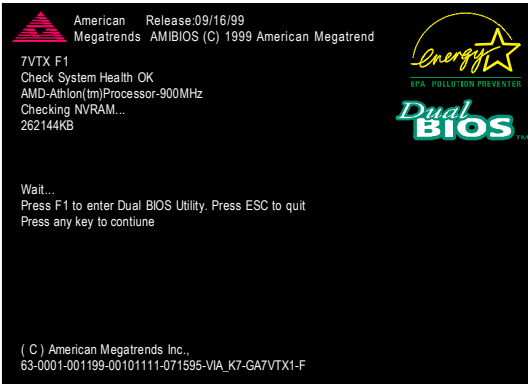 American Release:09/16/99
Megatrends AMIBIOS (C) 1999 American Megatrend
7VTX F1
Check System Health OK
AMD-Athlon(tm)Processor-900MHz
Checking NVRAM...
262144KB
energy
EPA POLLUTION PREVENTER
Dual
BIOS TM
Wait...
Press F1 to enter Dual BIOS Utility. Press ESC to quit
Press any key to contiune
( C ) American Megatrends Inc.,
63-0001-001199-00101111-071595-VIA_K7-GA7VTX1-F